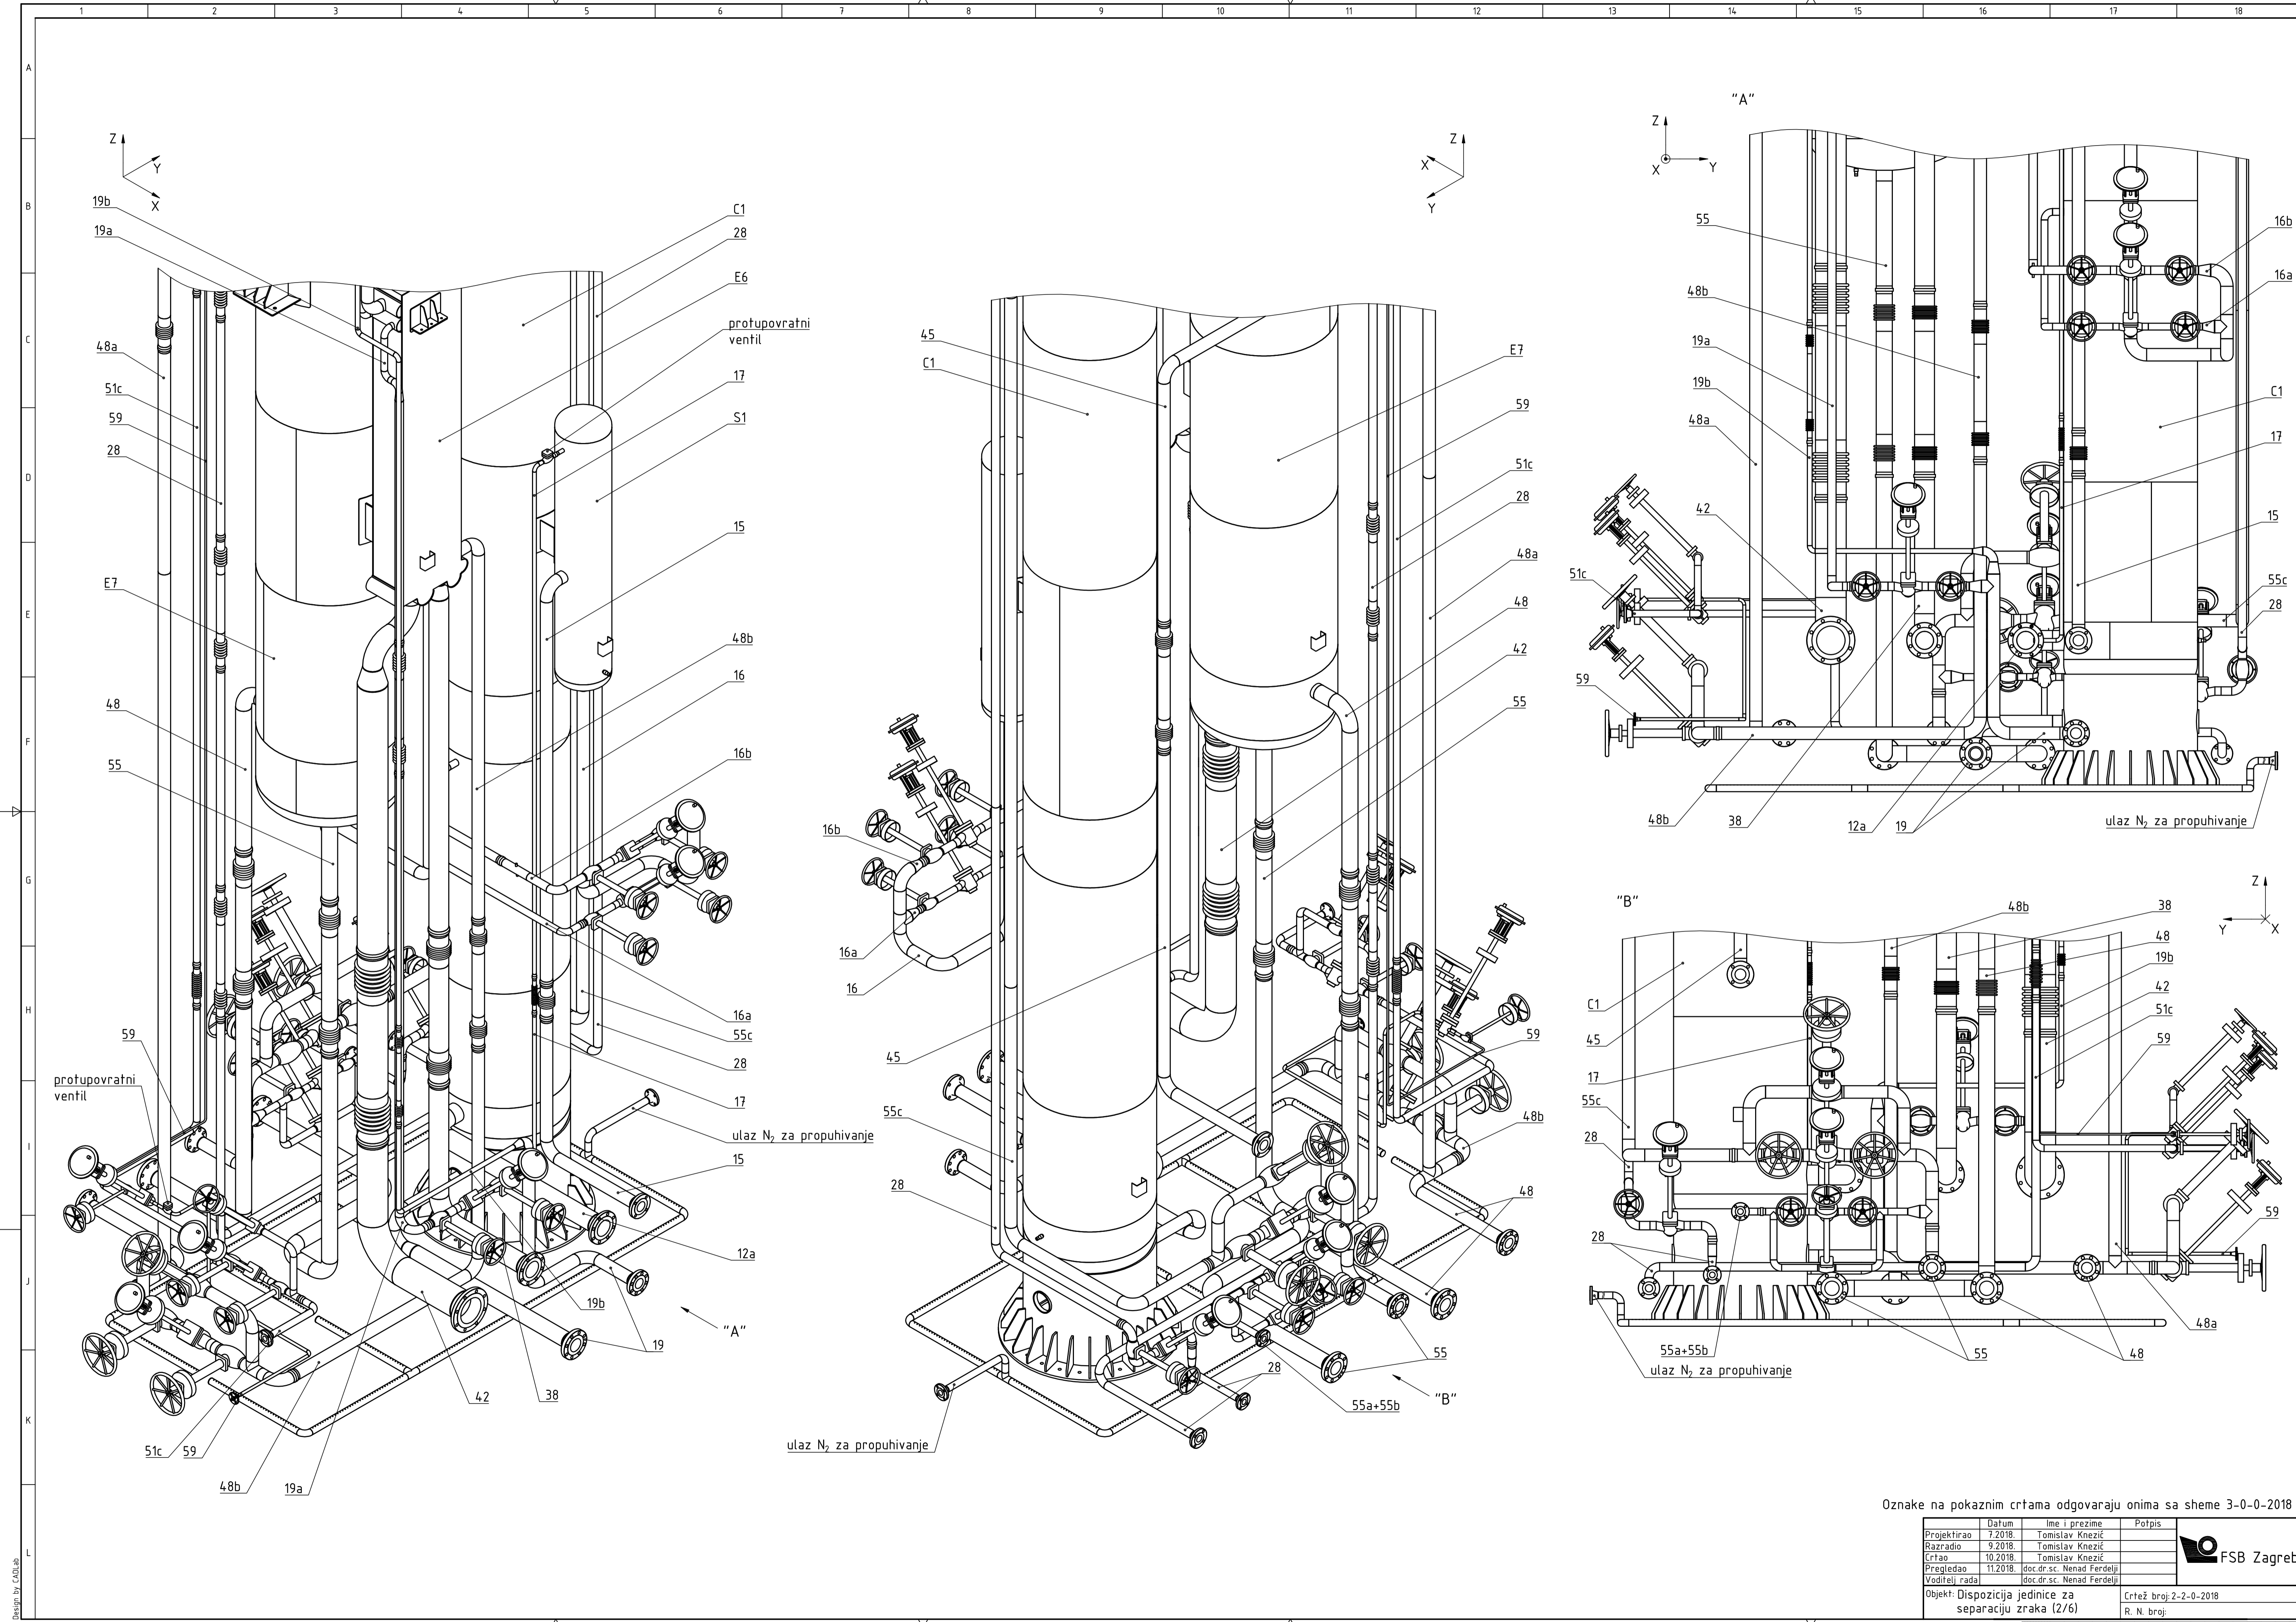 1 2 3 4 5 6 7 8 9 10 11 12 13 14 15 16 17 18
A
B
C
D
E
F
G
H
I
J
K
L
Z
Y
X
19b
19a
48a
51c
59
28
E7
48
55
59
protupovratni
ventil
51c
59
48b
19a
C1
28
E6
protupovratni
ventil
17
S1
15
48b
16
16b
16a
55c
28
17
ulaz N₂ za propuhivanje
15
12a
19b
"A"
19
38
42
Z
X
Y
45
C1
16b
16a
16
45
55c
28
ulaz N₂ za propuhivanje
E7
59
51c
28
48a
48
42
55
59
48b
48
55
28
"B"
55a+55b
"A"
Z
X
Y
55
48b
19a
19b
48a
42
51c
59
48b
38
12a
19
ulaz N₂ za propuhivanje
16b
16a
C1
17
15
55c
28
"B"
Z
Y
X
48b
38
48
19b
42
51c
59
C1
45
17
55c
28
28
59
48a
55a+55b
55
48
ulaz N₂ za propuhivanje
Oznake na pokaznim crtama odgovaraju onima sa sheme 3-0-0-2018
Datum Ime i prezime Potpis
Projektirao 7.2018. Tomislav Knezić
Razradio 9.2018. Tomislav Knezić
Crtao 10.2018. Tomislav Knezić
Pregledao 11.2018. doc.dr.sc. Nenad Ferdelji
Voditelj rada doc.dr.sc. Nenad Ferdelji
FSB Zagreb
Objekt: Dispozicija jedinice za
separaciju zraka (2/6)
Crtež broj: 2-2-0-2018
R. N. broj:
Design by CADLab